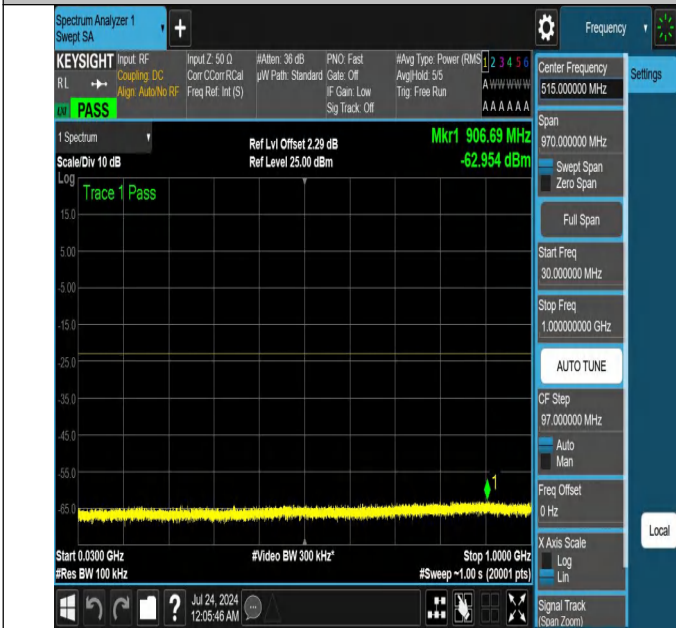 Spectrum Analyzer 1
Swept SA
+
Frequency
KEYSIGHT
RL
PASS
Input: RF
Coupling: DC
Align: Auto/No RF
Input Z: 50 Ω
Corr CCorr RCal
Freq Ref: Int (S)
#Atten: 36 dB
µW Path: Standard
PNO: Fast
Gate: Off
IF Gain: Low
Sig Track: Off
#Avg Type: Power (RMS
Avg|Hold: 5/5
Trig: Free Run
1 2 3 4 5 6
A W W W W W
A A A A A A
1 Spectrum
Scale/Div 10 dB
Ref Lvl Offset 2.29 dB
Ref Level 25.00 dBm
Mkr1 906.69 MHz
-62.954 dBm
Log
Trace 1 Pass
15.0
5.00
-5.00
-15.0
-25.0
-35.0
-45.0
-55.0
-65.0
1
Start 0.0300 GHz
#Res BW 100 kHz
#Video BW 300 kHz*
Stop 1.0000 GHz
#Sweep ~1.00 s (20001 pts)
Jul 24, 2024
12:05:46 AM
Center Frequency
515.000000 MHz
Span
970.000000 MHz
Swept Span
Zero Span
Full Span
Start Freq
30.000000 MHz
Stop Freq
1.000000000 GHz
AUTO TUNE
CF Step
97.000000 MHz
Auto
Man
Freq Offset
0 Hz
X Axis Scale
Log
Lin
Signal Track
(Span Zoom)
Settings
Local